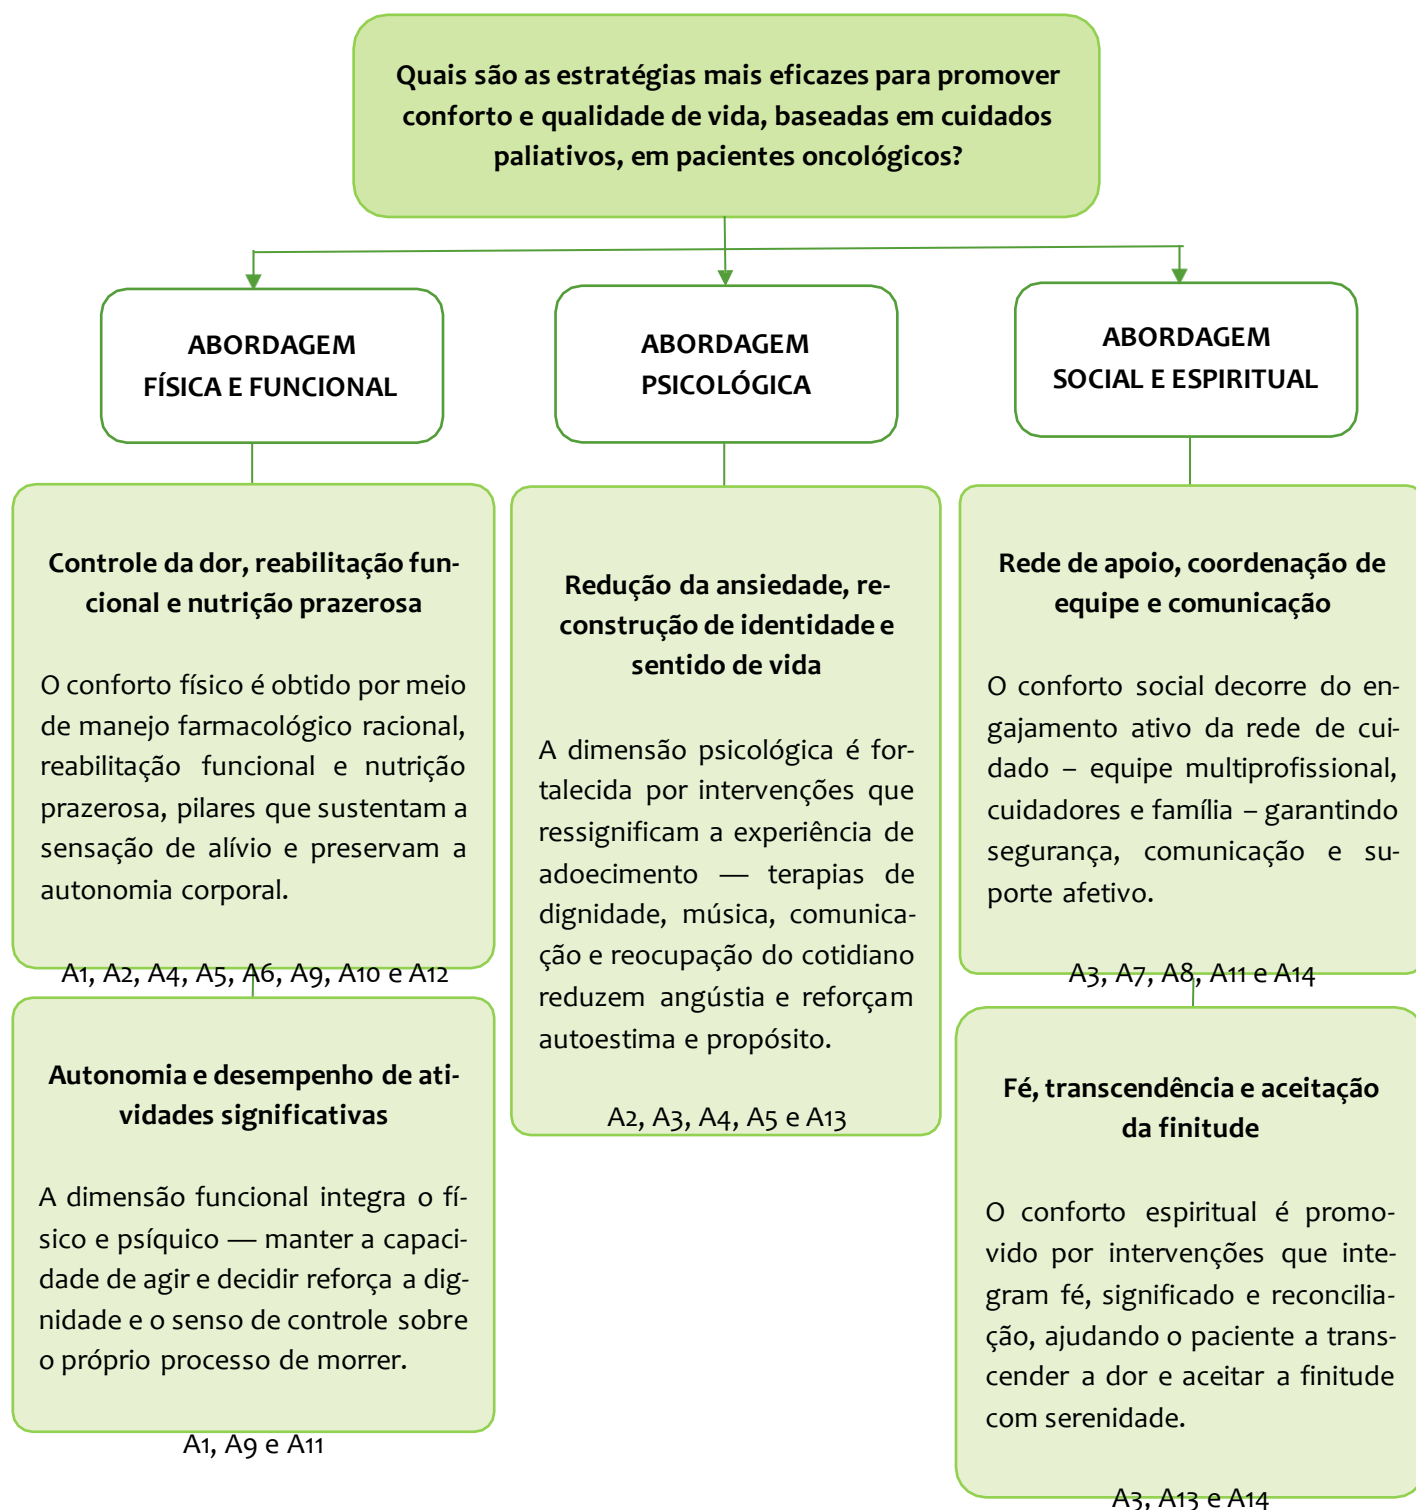 Quais são as estratégias mais eficazes para promover
conforto e qualidade de vida, baseadas em cuidados
paliativos, em pacientes oncológicos?
ABORDAGEM
FÍSICA E FUNCIONAL
ABORDAGEM
PSICOLÓGICA
ABORDAGEM
SOCIAL E ESPIRITUAL
Controle da dor, reabilitação fun-
cional e nutrição prazerosa
O conforto físico é obtido por meio
de manejo farmacológico racional,
reabilitação funcional e nutrição
prazerosa, pilares que sustentam a
sensação de alívio e preservam a
autonomia corporal.
A1, A2, A4, A5, A6, A9, A10 e A12
Autonomia e desempenho de ati-
vidades significativas
A dimensão funcional integra o fí-
sico e psíquico — manter a capaci-
dade de agir e decidir reforça a dig-
nidade e o senso de controle sobre
o próprio processo de morrer.
A1, A9 e A11
Redução da ansiedade, re-
construção de identidade e
sentido de vida
A dimensão psicológica é for-
talecida por intervenções que
ressignificam a experiência de
adoecimento — terapias de
dignidade, música, comunica-
ção e reocupação do cotidiano
reduzem angústia e reforçam
autoestima e propósito.
A2, A3, A4, A5 e A13
Rede de apoio, coordenação de
equipe e comunicação
O conforto social decorre do en-
gajamento ativo da rede de cui-
dado – equipe multiprofissional,
cuidadores e família – garantindo
segurança, comunicação e su-
porte afetivo.
A3, A7, A8, A11 e A14
Fé, transcendência e aceitação
da finitude
O conforto espiritual é promo-
vido por intervenções que inte-
gram fé, significado e reconcilia-
ção, ajudando o paciente a trans-
cender a dor e aceitar a finitude
com serenidade.
A3, A13 e A14